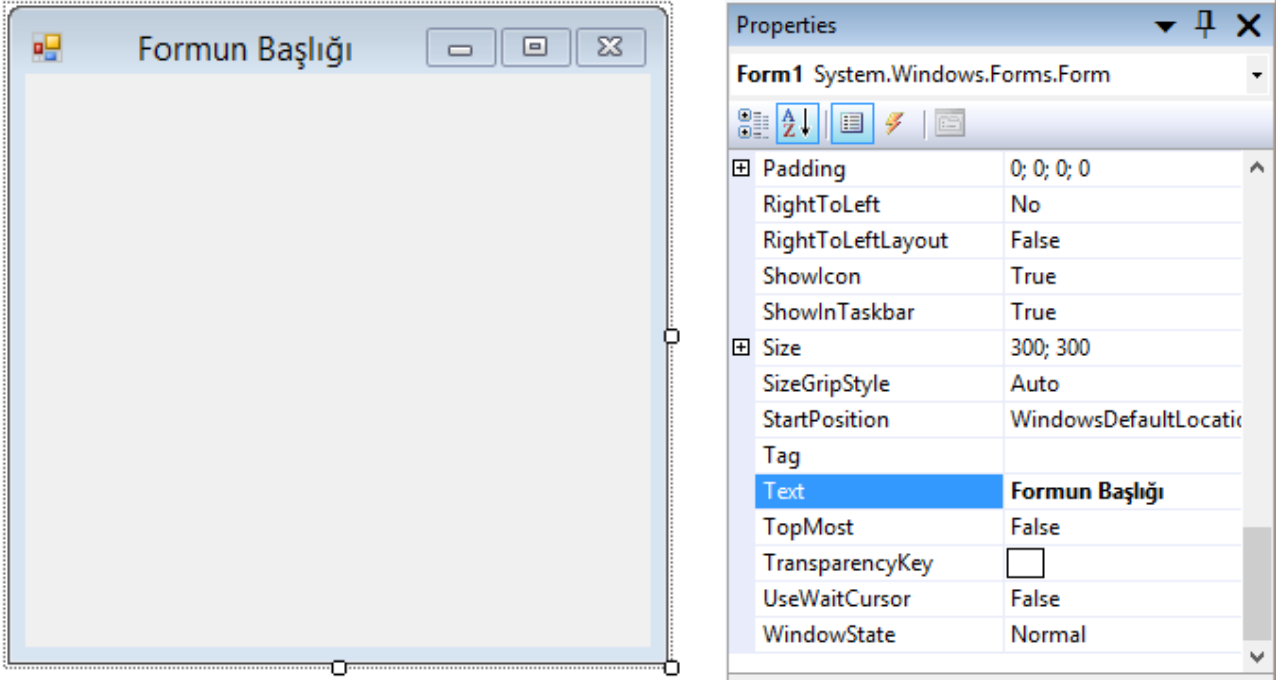 Formun Başlığı
Properties
Form1 System.Windows.Forms.Form
Padding 0; 0; 0; 0
RightToLeft No
RightToLeftLayout False
ShowIcon True
ShowInTaskbar True
Size 300; 300
SizeGripStyle Auto
StartPosition WindowsDefaultLocatio
Tag
Text Formun Başlığı
TopMost False
TransparencyKey
UseWaitCursor False
WindowState Normal